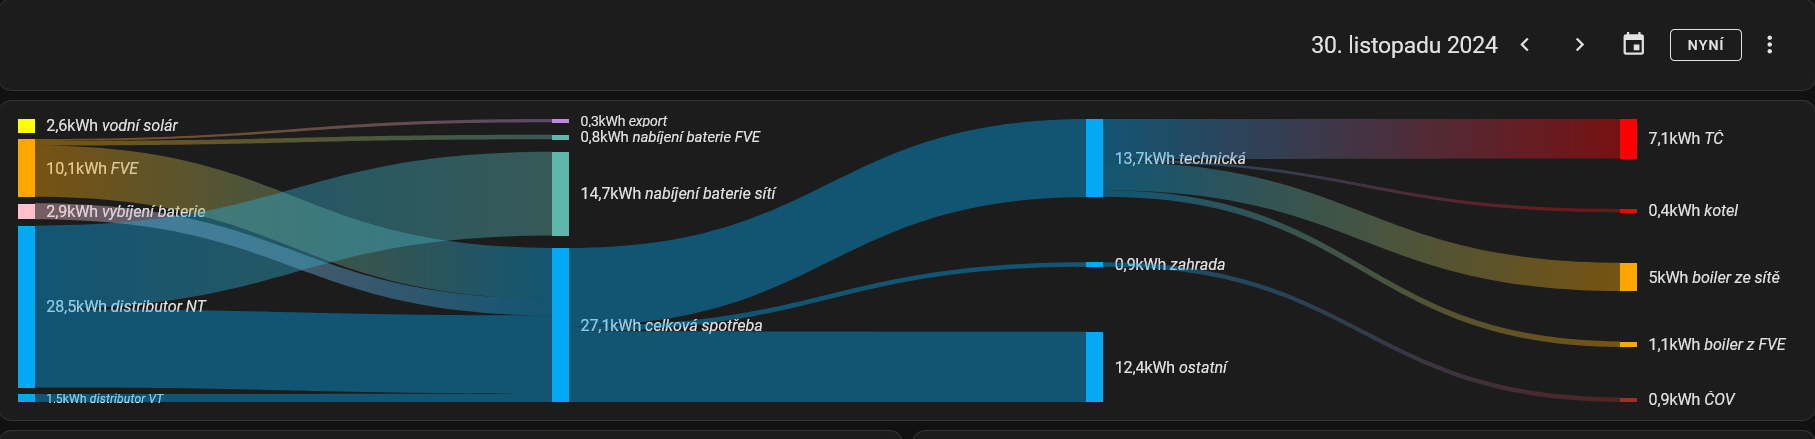 30. listopadu 2024
NYNÍ
2,6kWh vodní solár
10,1kWh FVE
2,9kWh vybíjení baterie
28,5kWh distributor NT
1,5kWh distributor VT
0,3kWh export
0,8kWh nabíjení baterie FVE
14,7kWh nabíjení baterie sítí
27,1kWh celková spotřeba
13,7kWh technická
0,9kWh zahrada
12,4kWh ostatní
7,1kWh TČ
0,4kWh kotel
5kWh boiler ze sítě
1,1kWh boiler z FVE
0,9kWh ČOV